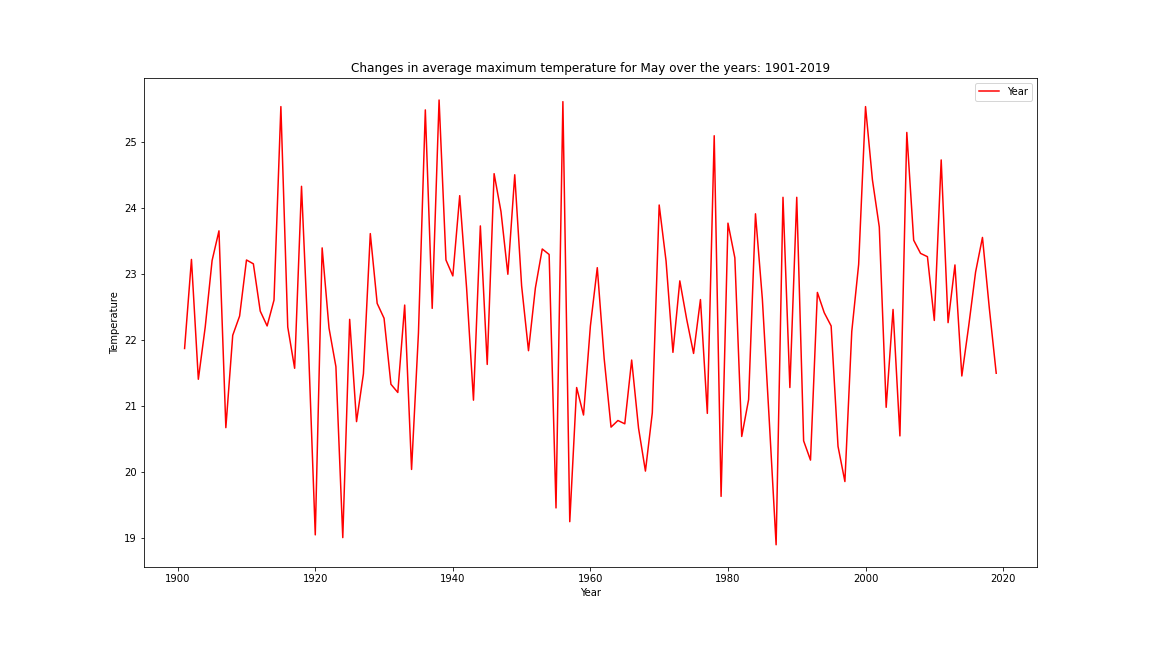 Changes in average maximum temperature for May over the years: 1901-2019
Year
25
24
23
22
21
20
19
Temperature
1900 1920 1940 1960 1980 2000 2020
Year